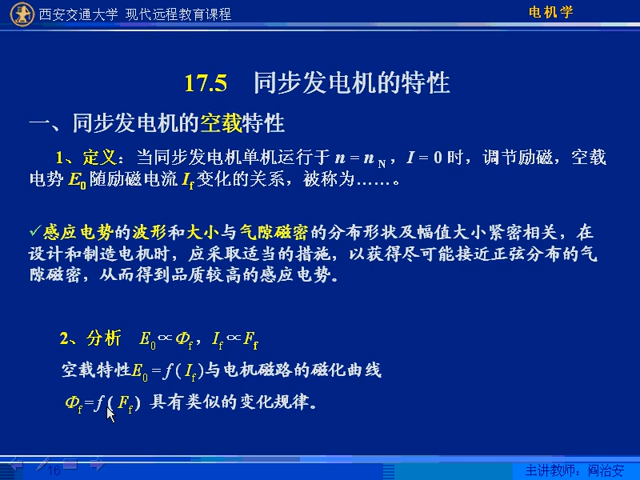 西安交通大学 现代远程教育课程
电机学
17.5 同步发电机的特性
一、同步发电机的空载特性
1、定义：当同步发电机单机运行于 n = nN，I = 0 时，调节励磁，空载
电势 E0 随励磁电流 If 变化的关系，被称为……。
✓感应电势的波形和大小与气隙磁密的分布形状及幅值大小紧密相关，在
设计和制造电机时，应采取适当的措施，以获得尽可能接近正弦分布的气
隙磁密，从而得到品质较高的感应电势。
2、分析 E0∝Φf，If∝Ff
空载特性E0 = f ( If )与电机磁路的磁化曲线
Φf = f ( Ff ) 具有类似的变化规律。
16
主讲教师：阎治安